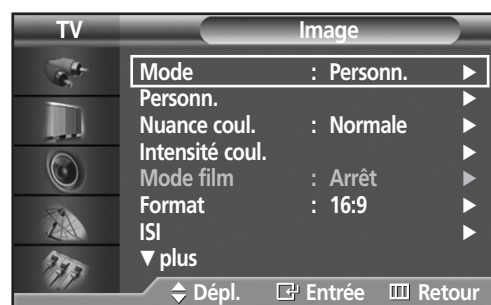 TV Image
Mode : Personn. ►
Personn. ►
Nuance coul. : Normale ►
Intensité coul. ►
Mode film : Arrêt ►
Format : 16:9 ►
ISI ►
▼ plus
Dépl. Entrée Retour